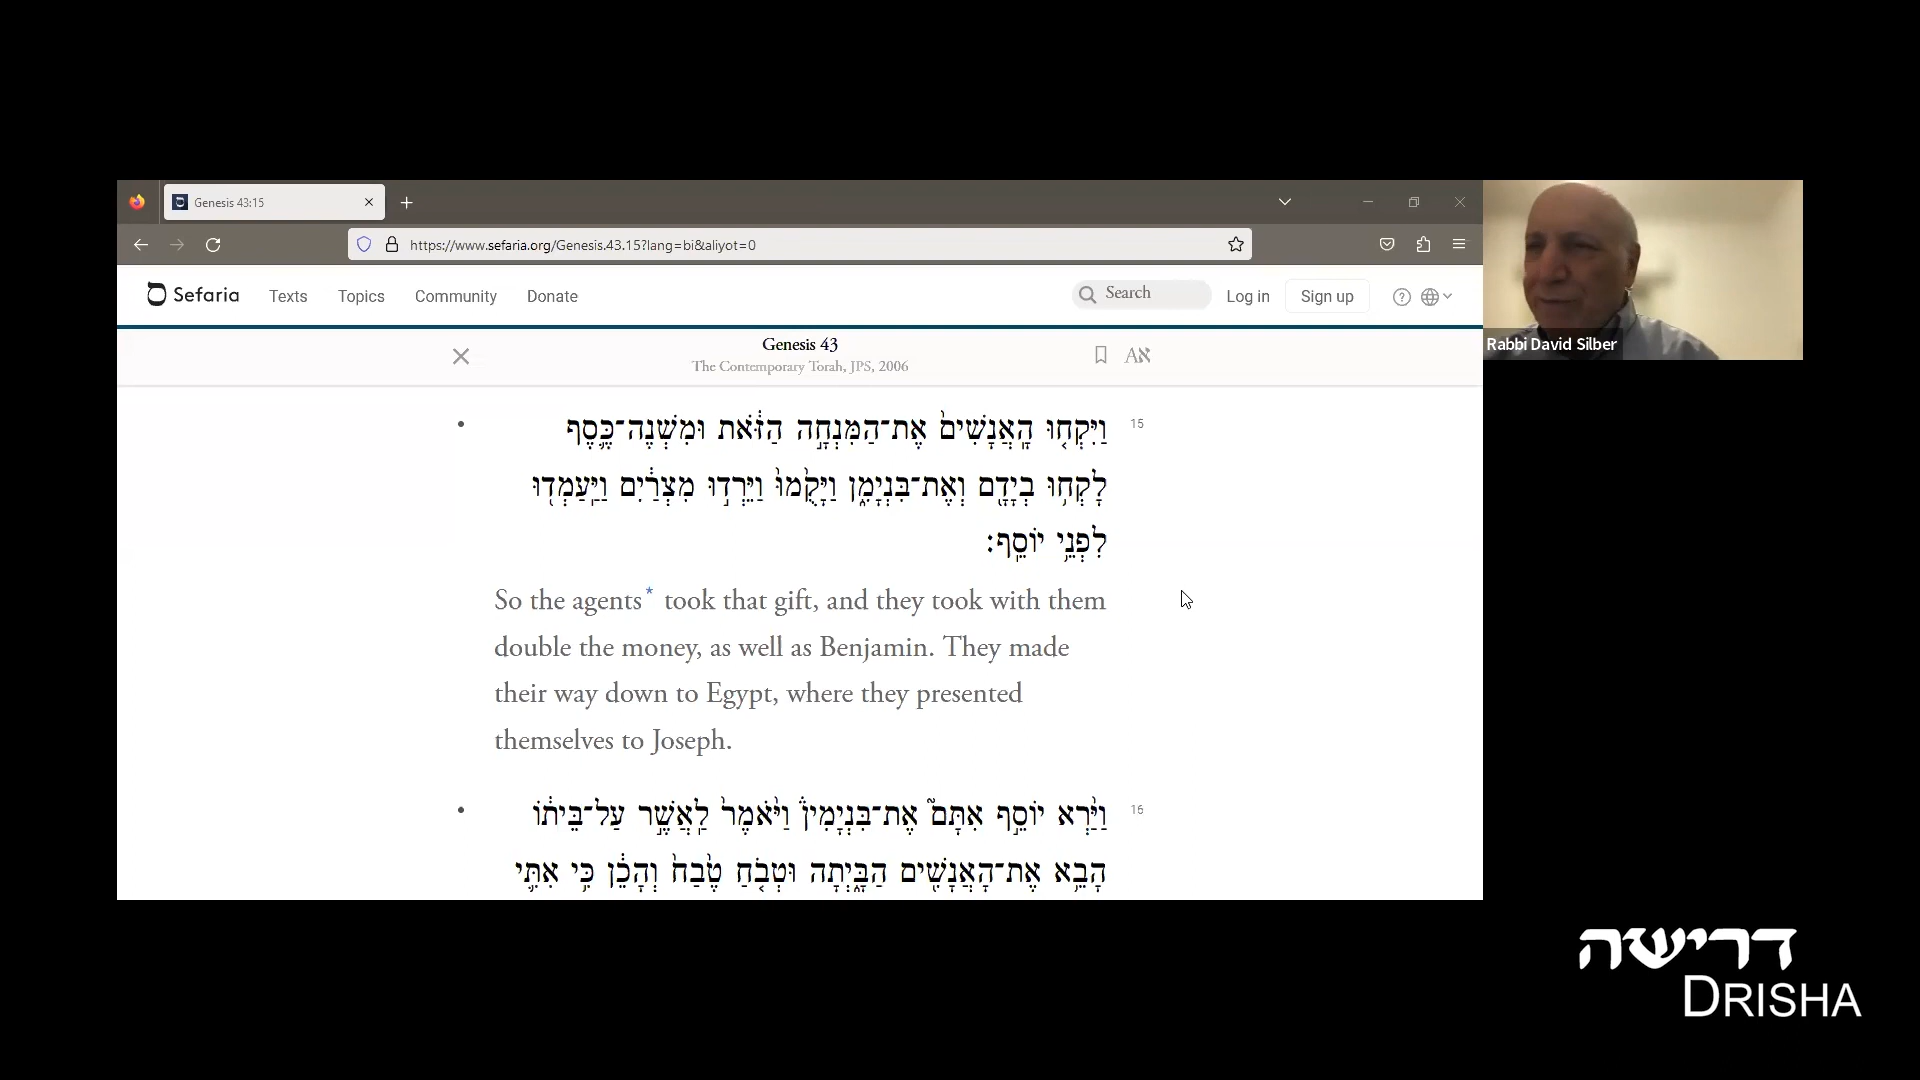 Genesis 43:15
https://www.sefaria.org/Genesis.43.15?lang=bi&aliyot=0
Sefaria
Texts
Topics
Community
Donate
Search
Log in
Sign up
Rabbi David Silber
Genesis 43
The Contemporary Torah, JPS, 2006
15
וַיִּקְח֤וּ הָֽאֲנָשִׁים֙ אֶת־הַמִּנְחָ֣ה הַזֹּ֔את וּמִשְׁנֶה־כֶּ֛סֶף
לָקְח֥וּ בְיָדָ֖ם וְאֶת־בִּנְיָמִ֑ן וַיָּקֻ֙מוּ֙ וַיֵּרְד֣וּ מִצְרַ֔יִם וַיַּֽעַמְד֖וּ
לִפְנֵ֥י יוֹסֵֽף׃
So the agents* took that gift, and they took with them
double the money, as well as Benjamin. They made
their way down to Egypt, where they presented
themselves to Joseph.
16
וַיַּ֨רְא יוֹסֵ֣ף אִתָּם֮ אֶת־בִּנְיָמִין֒ וַיֹּ֙אמֶר֙ לַֽאֲשֶׁ֣ר עַל־בֵּית֔וֹ
הָבֵ֥א אֶת־הָאֲנָשִׁ֖ים הַבָּ֑יְתָה וּטְבֹ֤חַ טֶ֙בַח֙ וְהָכֵ֔ן כִּ֥י אִתִּ֛י
דרישה
DRISHA